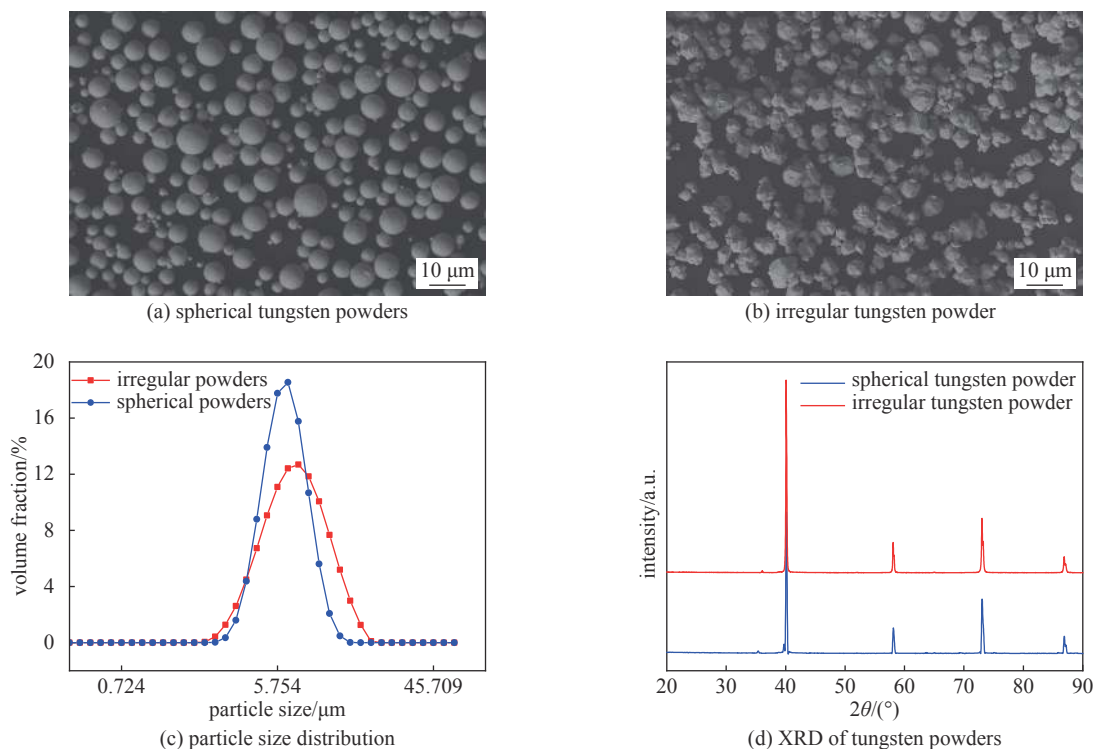 10 μm
10 μm
(a) spherical tungsten powders
(b) irregular tungsten powder
20
16
12
8
4
0
volume fraction/%
irregular powders
spherical powders
0.724
5.754
45.709
particle size/μm
(c) particle size distribution
intensity/a.u.
spherical tungsten powder
irregular tungsten powder
20
30
40
50
60
70
80
90
2θ/(°)
(d) XRD of tungsten powders